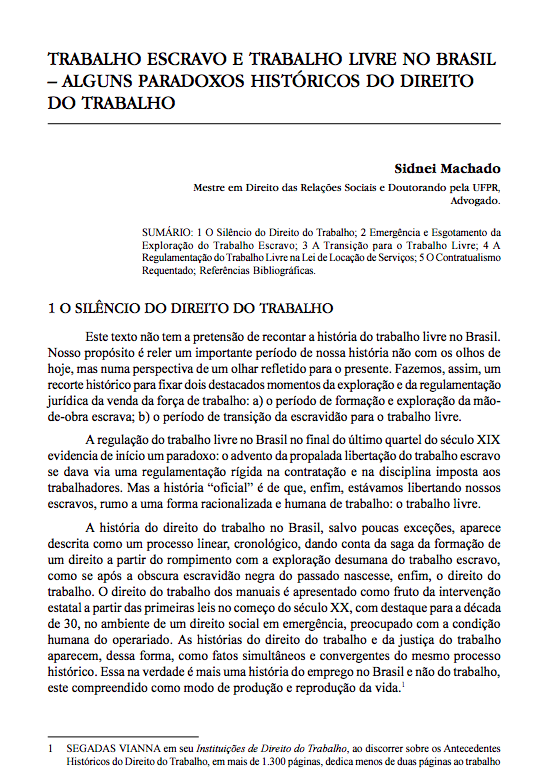 TRABALHO ESCRAVO E TRABALHO LIVRE NO BRASIL
– ALGUNS PARADOXOS HISTÓRICOS DO DIREITO
DO TRABALHO
Sidnei Machado
Mestre em Direito das Relações Sociais e Doutorando pela UFPR,
Advogado.
SUMÁRIO: 1 O Silêncio do Direito do Trabalho; 2 Emergência e Esgotamento da
Exploração do Trabalho Escravo; 3 A Transição para o Trabalho Livre; 4 A
Regulamentação do Trabalho Livre na Lei de Locação de Serviços; 5 O Contratualismo
Requentado; Referências Bibliográficas.
1 O SILÊNCIO DO DIREITO DO TRABALHO
Este texto não tem a pretensão de recontar a história do trabalho livre no Brasil.
Nosso propósito é reler um importante período de nossa história não com os olhos de
hoje, mas numa perspectiva de um olhar refletido para o presente. Fazemos, assim, um
recorte histórico para fixar dois destacados momentos da exploração e da regulamentação
jurídica da venda da força de trabalho: a) o período de formação e exploração da mão-
de-obra escrava; b) o período de transição da escravidão para o trabalho livre.
A regulação do trabalho livre no Brasil no final do último quartel do século XIX
evidencia de início um paradoxo: o advento da propalada libertação do trabalho escravo
se dava via uma regulamentação rígida na contratação e na disciplina imposta aos
trabalhadores. Mas a história “oficial” é de que, enfim, estávamos libertando nossos
escravos, rumo a uma forma racionalizada e humana de trabalho: o trabalho livre.
A história do direito do trabalho no Brasil, salvo poucas exceções, aparece
descrita como um processo linear, cronológico, dando conta da saga da formação de
um direito a partir do rompimento com a exploração desumana do trabalho escravo,
como se após a obscura escravidão negra do passado nascesse, enfim, o direito do
trabalho. O direito do trabalho dos manuais é apresentado como fruto da intervenção
estatal a partir das primeiras leis no começo do século XX, com destaque para a década
de 30, no ambiente de um direito social em emergência, preocupado com a condição
humana do operariado. As histórias do direito do trabalho e da justiça do trabalho
aparecem, dessa forma, como fatos simultâneos e convergentes do mesmo processo
histórico. Essa na verdade é mais uma história do emprego no Brasil e não do trabalho,
este compreendido como modo de produção e reprodução da vida.1
1 SEGADAS VIANNA em seu Instituições de Direito do Trabalho, ao discorrer sobre os Antecedentes
Históricos do Direito do Trabalho, em mais de 1.300 páginas, dedica menos de duas páginas ao trabalho